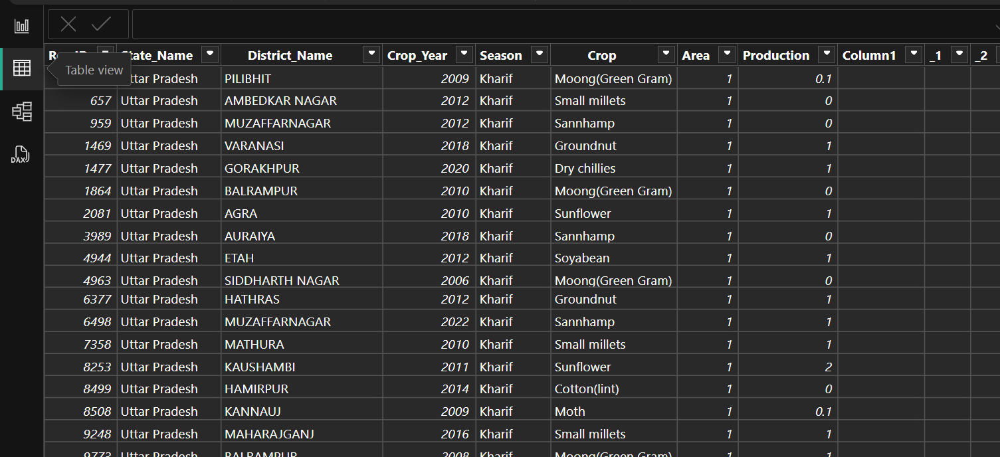 State_Name District_Name Crop_Year Season Crop Area Production Column1 _1 _2
Table view
Uttar Pradesh PILIBHIT 2009 Kharif Moong(Green Gram) 1 0.1
657 Uttar Pradesh AMBEDKAR NAGAR 2012 Kharif Small millets 1 0
959 Uttar Pradesh MUZAFFARNAGAR 2012 Kharif Sannhamp 1 0
1469 Uttar Pradesh VARANASI 2018 Kharif Groundnut 1 1
1477 Uttar Pradesh GORAKHPUR 2020 Kharif Dry chillies 1 1
1864 Uttar Pradesh BALRAMPUR 2010 Kharif Moong(Green Gram) 1 0
2081 Uttar Pradesh AGRA 2010 Kharif Sunflower 1 1
3989 Uttar Pradesh AURAIYA 2018 Kharif Sannhamp 1 0
4944 Uttar Pradesh ETAH 2012 Kharif Soyabean 1 1
4963 Uttar Pradesh SIDDHARTH NAGAR 2006 Kharif Moong(Green Gram) 1 0
6377 Uttar Pradesh HATHRAS 2012 Kharif Groundnut 1 1
6498 Uttar Pradesh MUZAFFARNAGAR 2022 Kharif Sannhamp 1 1
7358 Uttar Pradesh MATHURA 2010 Kharif Small millets 1 1
DAX
8253 Uttar Pradesh KAUSHAMBI 2011 Kharif Sunflower 1 2
8499 Uttar Pradesh HAMIRPUR 2014 Kharif Cotton(lint) 1 0
8508 Uttar Pradesh KANNAUJ 2009 Kharif Moth 1 0.1
9248 Uttar Pradesh MAHARAJGANJ 2016 Kharif Small millets 1 1
9773 Uttar Pradesh BALRAMPUR 2008 Kharif Moong(Green Gram) 1 1